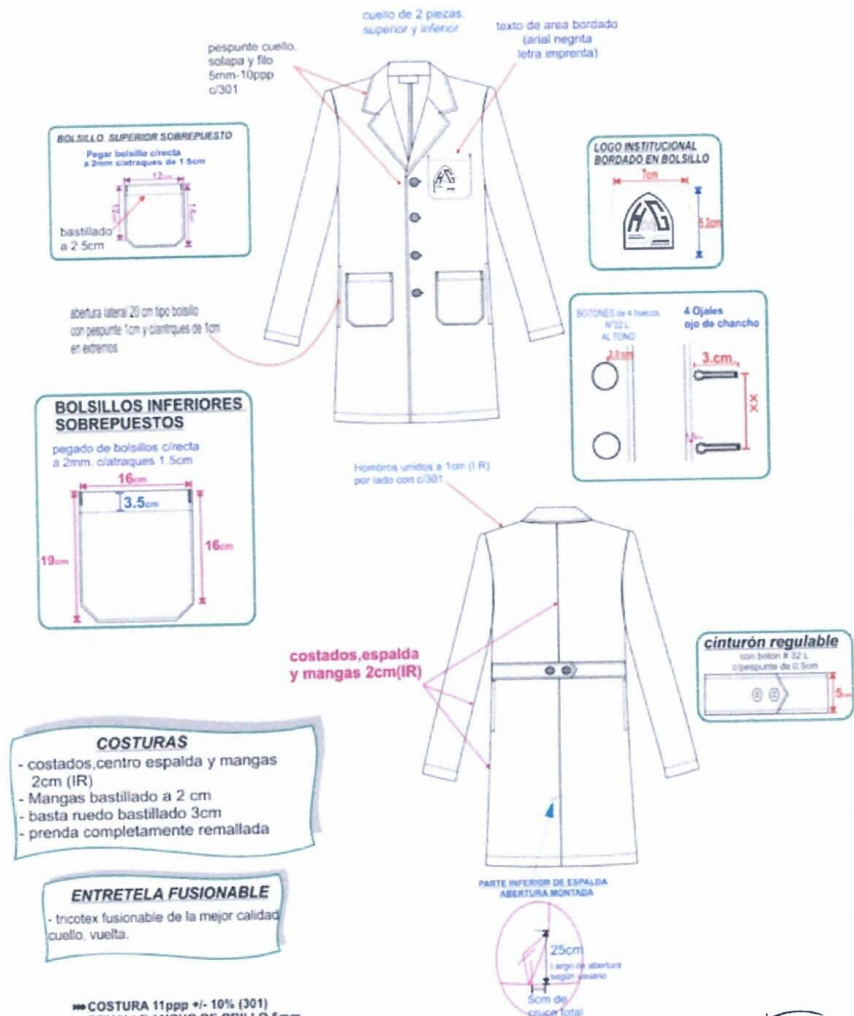 cuello de 2 piezas,
superior y inferior
texto de area bordado
(arial negrita
letra imprenta)
pespunte cuello,
solapa y filo
5mm-10ppp
c/301
BOLSILLO SUPERIOR SOBREPUESTO
Pegar bolsillo c/recta
a 2mm c/atraques de 1.5cm
12cm
bastillado
a 2.5cm
LOGO INSTITUCIONAL
BORDADO EN BOLSILLO
7cm
HG
abertura lateral 20 cm tipo bolsillo
con pespunte 1cm y
de 1cm
en extremos
BOTONES de 4 huecos
N°32 L
AL TONO
4 Ojales
ojo de chancho
3.cm
XX
BOLSILLOS INFERIORES
SOBREPUESTOS
pegado de bolsillos c/recta
a 2mm. c/atraques 1.5cm
16cm
3.5cm
19cm
16cm
Hombros unidos a 1cm (I R)
por lado con c/301
costados,espalda
y mangas 2cm(IR)
cinturón regulable
con botón # 32 L
c/pespunte de 0.5cm
5
COSTURAS
- costados,centro espalda y mangas
2cm (IR)
- Mangas bastillado a 2 cm
- basta ruedo bastillado 3cm
- prenda completamente remallada
ENTRETELA FUSIONABLE
- tricotex fusionable de la mejor calidad
cuello, vuelta.
PARTE INFERIOR DE ESPALDA
ABERTURA MONTADA
25cm
Largo de abertura
según usuario
5cm de
cruce total
COSTURA 11ppp +/- 10% (301)